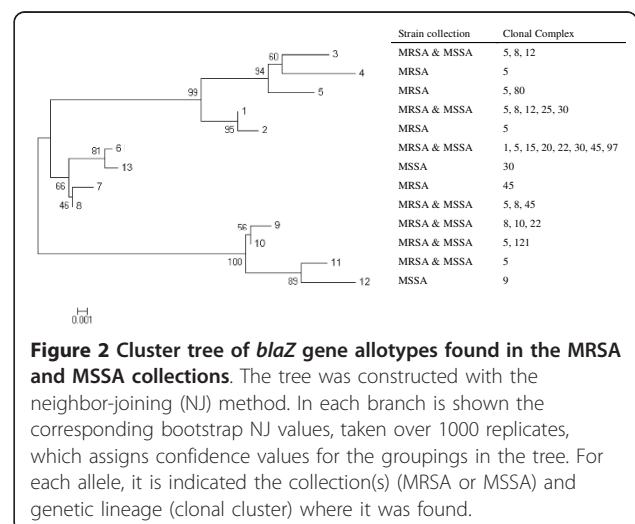 Strain collection Clonal Complex
60 3 MRSA & MSSA 5, 8, 12
94 4 MRSA 5
99 5 MRSA 5, 80
1 MRSA & MSSA 5, 8, 12, 25, 30
95 2 MRSA 5
81 6 MRSA & MSSA 1, 5, 15, 20, 22, 30, 45, 97
13 MSSA 30
66 7 MRSA 45
46 8 MRSA & MSSA 5, 8, 45
56 9 MRSA & MSSA 8, 10, 22
10 MRSA & MSSA 5, 121
100 11 MRSA & MSSA 5
89 12 MSSA 9
0.001
Figure 2 Cluster tree of blaZ gene allotypes found in the MRSA
and MSSA collections. The tree was constructed with the
neighbor-joining (NJ) method. In each branch is shown the
corresponding bootstrap NJ values, taken over 1000 replicates,
which assigns confidence values for the groupings in the tree. For
each allele, it is indicated the collection(s) (MRSA or MSSA) and
genetic lineage (clonal cluster) where it was found.